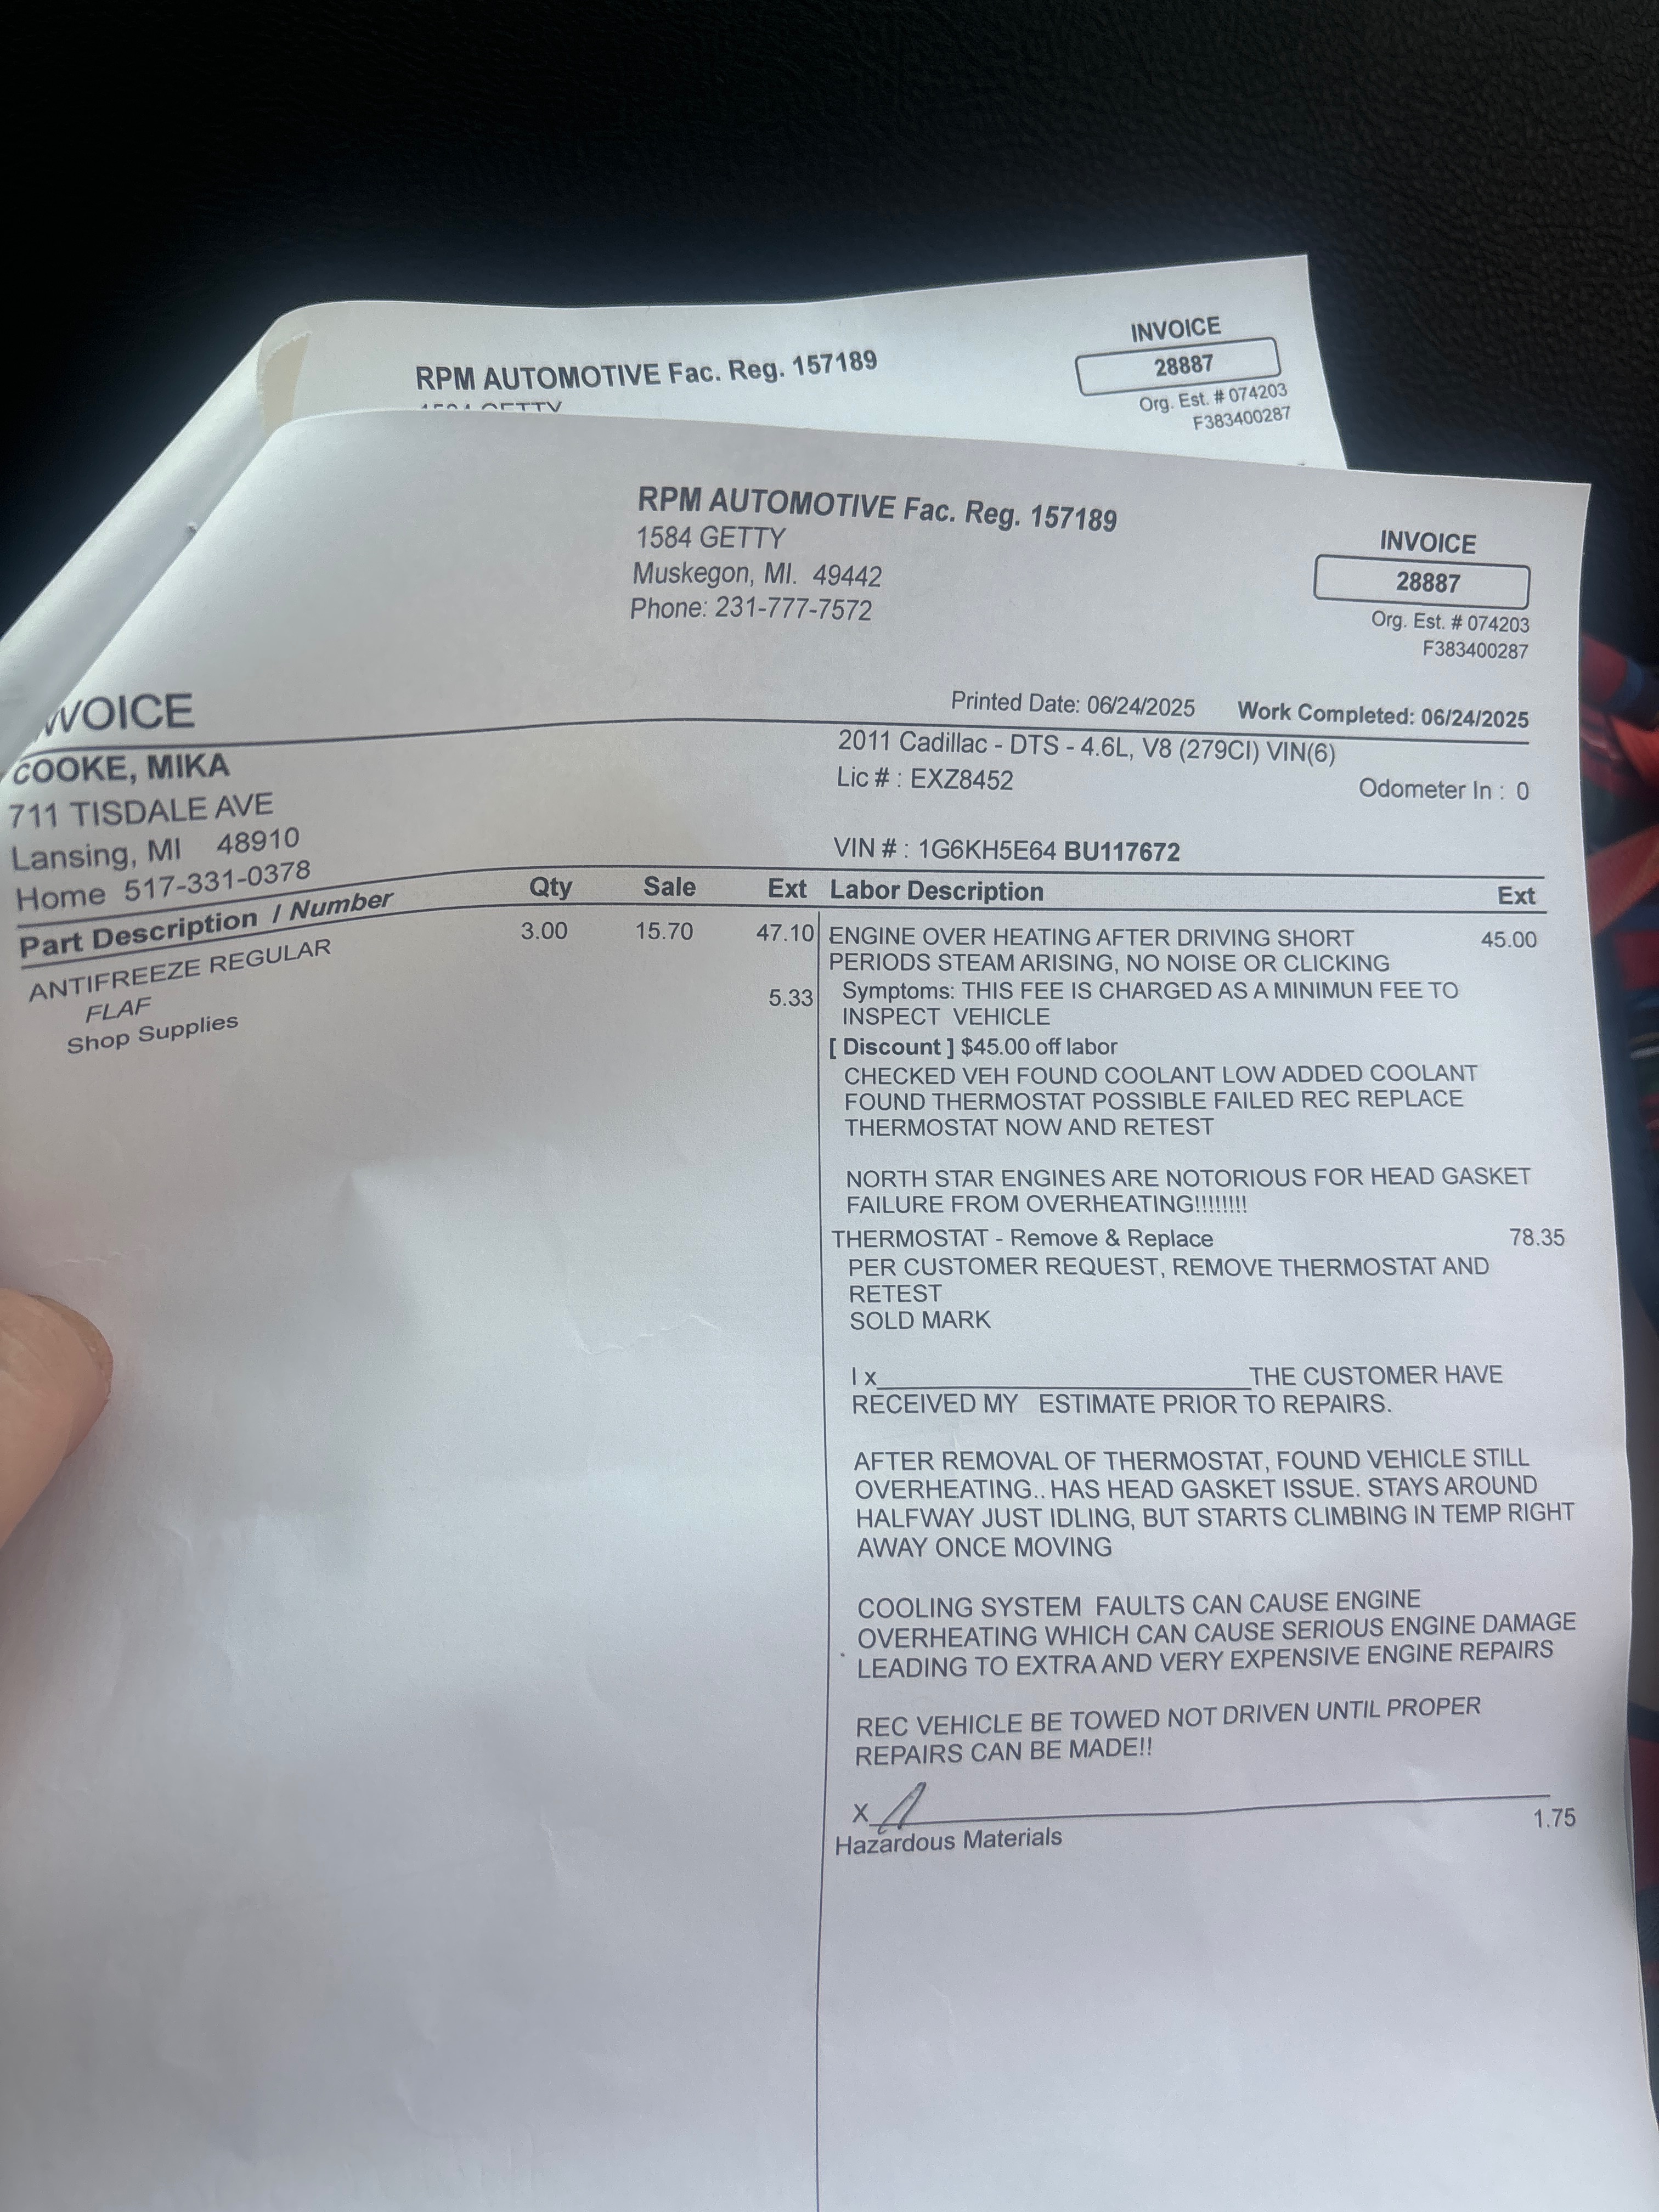 RPM AUTOMOTIVE Fac. Reg. 157189
INVOICE
28887
Org. Est. # 074203
F383400287
RPM AUTOMOTIVE Fac. Reg. 157189
1584 GETTY
Muskegon, MI. 49442
Phone: 231-777-7572
INVOICE
28887
Org. Est. # 074203
F383400287
VOICE
Printed Date: 06/24/2025 Work Completed: 06/24/2025
COOKE, MIKA
711 TISDALE AVE
Lansing, MI 48910
Home 517-331-0378
2011 Cadillac - DTS - 4.6L, V8 (279CI) VIN(6)
Lic # : EXZ8452 Odometer In : 0
VIN # : 1G6KH5E64 BU117672
Part Description / Number Qty Sale Ext
ANTIFREEZE REGULAR 3.00 15.70 47.10
FLAF
Shop Supplies 5.33
Labor Description Ext
ENGINE OVER HEATING AFTER DRIVING SHORT 45.00
PERIODS STEAM ARISING, NO NOISE OR CLICKING
Symptoms: THIS FEE IS CHARGED AS A MINIMUN FEE TO
INSPECT VEHICLE
[ Discount ] $45.00 off labor
CHECKED VEH FOUND COOLANT LOW ADDED COOLANT
FOUND THERMOSTAT POSSIBLE FAILED REC REPLACE
THERMOSTAT NOW AND RETEST
NORTH STAR ENGINES ARE NOTORIOUS FOR HEAD GASKET
FAILURE FROM OVERHEATING!!!!!!!!
THERMOSTAT - Remove & Replace 78.35
PER CUSTOMER REQUEST, REMOVE THERMOSTAT AND
RETEST
SOLD MARK
I x____________________________THE CUSTOMER HAVE
RECEIVED MY ESTIMATE PRIOR TO REPAIRS.
AFTER REMOVAL OF THERMOSTAT, FOUND VEHICLE STILL
OVERHEATING.. HAS HEAD GASKET ISSUE. STAYS AROUND
HALFWAY JUST IDLING, BUT STARTS CLIMBING IN TEMP RIGHT
AWAY ONCE MOVING
COOLING SYSTEM FAULTS CAN CAUSE ENGINE
OVERHEATING WHICH CAN CAUSE SERIOUS ENGINE DAMAGE
LEADING TO EXTRA AND VERY EXPENSIVE ENGINE REPAIRS
REC VEHICLE BE TOWED NOT DRIVEN UNTIL PROPER
REPAIRS CAN BE MADE!!
X
Hazardous Materials 1.75